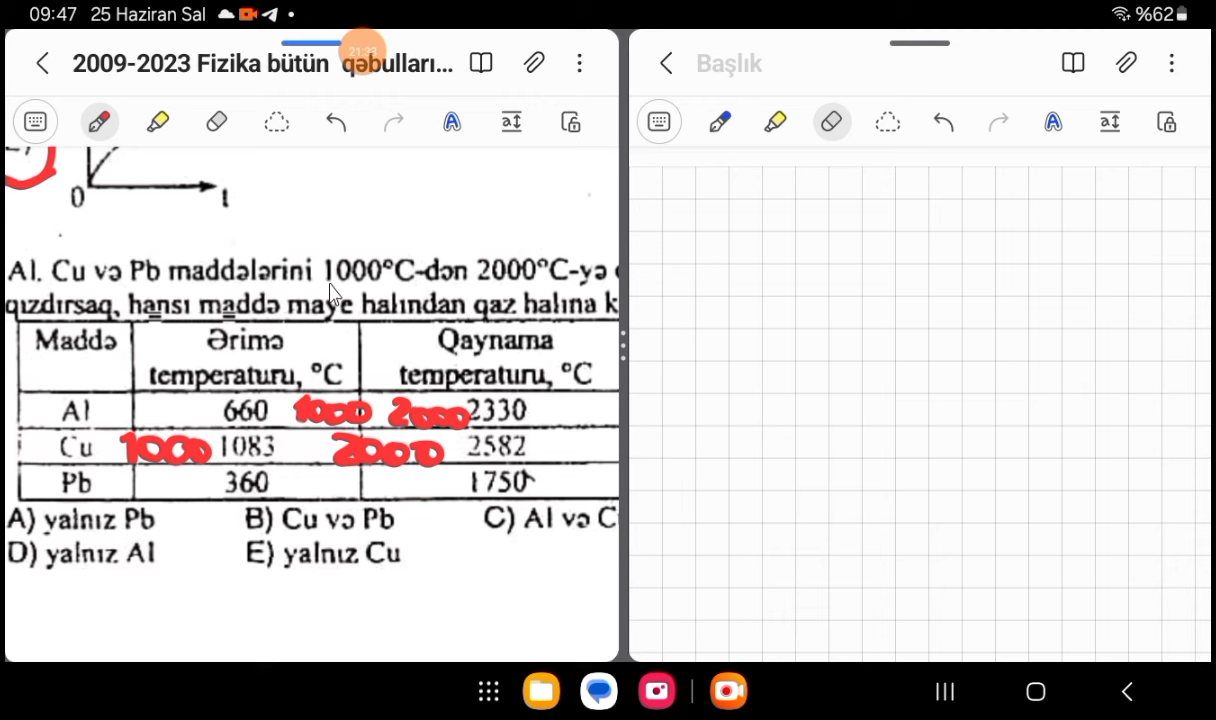 09:47 25 Haziran Sal
%62
2009-2023 Fizika bütün qəbulları...
21:23
Başlık
0
t
Al. Cu və Pb maddələrini 1000°C-dən 2000°C-yə
qızdırsaq, hansı maddə maye halından qaz halına k
Maddə Ərimə temperaturu, °C Qaynama temperaturu, °C
Al 660 1000 2000 2330
Cu 1000 1083 2000 2582
Pb 360 1750
A) yalnız Pb B) Cu və Pb C) Al və C
D) yalnız Al E) yalnız Cu